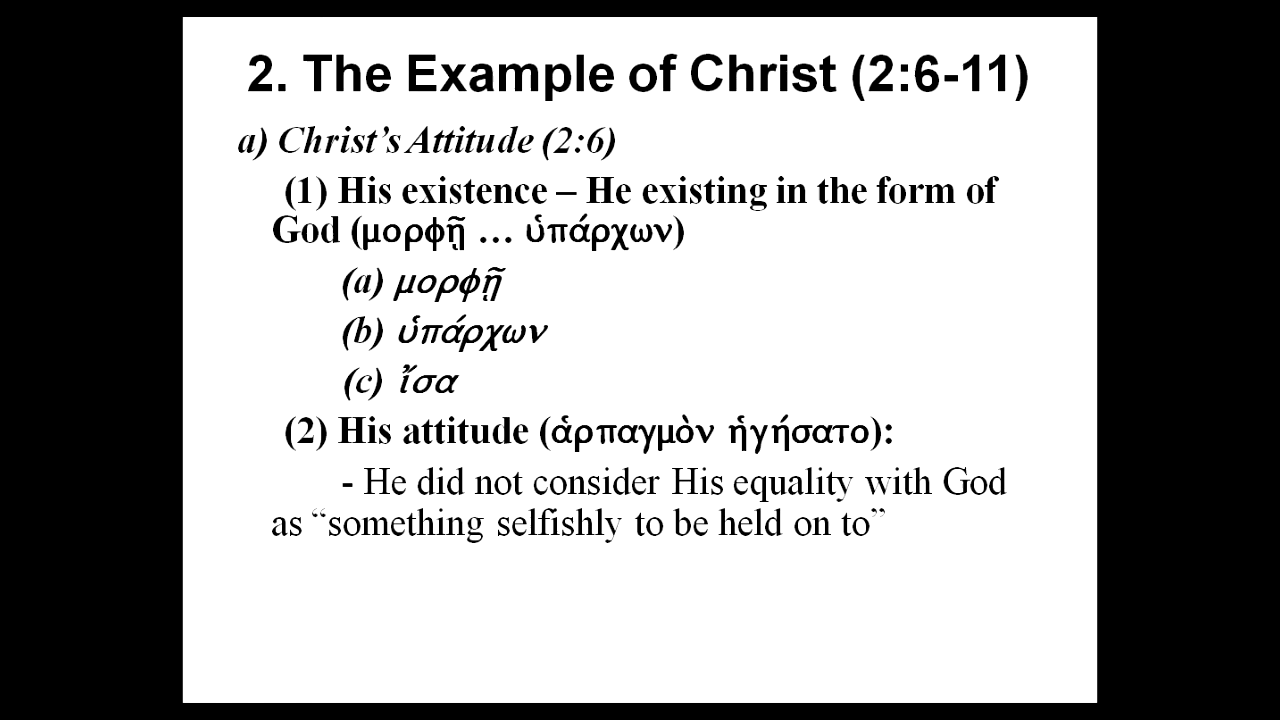 2. The Example of Christ (2:6-11)
a) Christ’s Attitude (2:6)
(1) His existence – He existing in the form of
God (μορφῇ … ὑπάρχων)
(a) μορφῇ
(b) ὑπάρχων
(c) ἴσα
(2) His attitude (ἁρπαγμὸν ἡγήσατο):
- He did not consider His equality with God
as “something selfishly to be held on to”